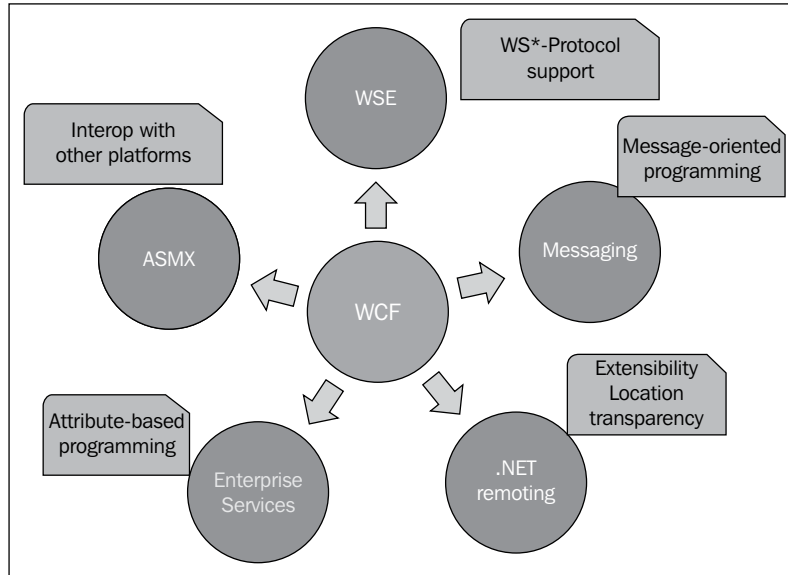 WS*-Protocol
support
WSE
Interop with
other platforms
Message-oriented
programming
ASMX
Messaging
WCF
Extensibility
Location
transparency
Attribute-based
programming
Enterprise
Services
.NET
remoting